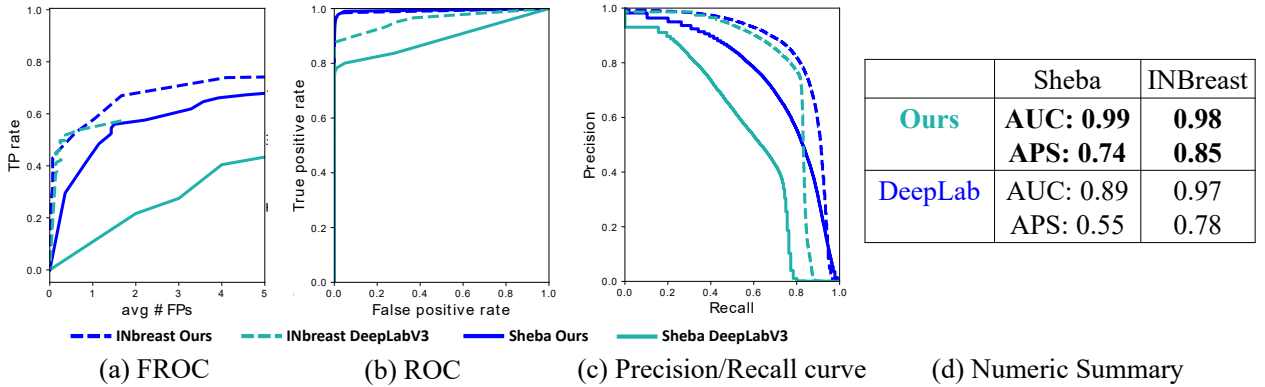 1.0
0.8
0.6
0.4
0.2
0.0
TP rate
0 1 2 3 4 5
avg # FPs
1.0
0.8
0.6
0.4
0.2
0.0
True positive rate
0.0 0.2 0.4 0.6 0.8 1.0
False positive rate
1.0
0.8
0.6
0.4
0.2
0.0
Precision
0.0 0.2 0.4 0.6 0.8 1.0
Recall
Sheba INBreast
Ours AUC: 0.99 0.98
APS: 0.74 0.85
DeepLab AUC: 0.89 0.97
APS: 0.55 0.78
INbreast Ours INbreast DeepLabV3 Sheba Ours Sheba DeepLabV3
(a) FROC (b) ROC (c) Precision/Recall curve (d) Numeric Summary